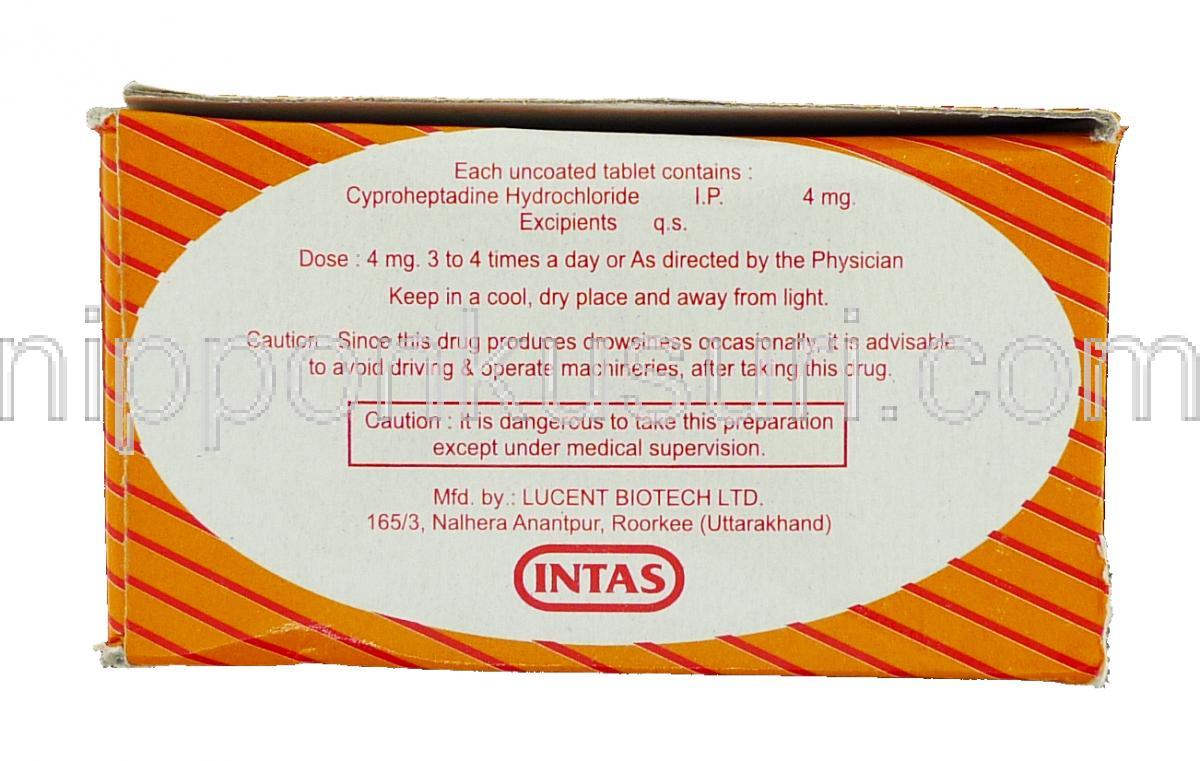 Each uncoated tablet contains :
Cyproheptadine Hydrochloride I.P. 4 mg.
Excipients q.s.
Dose : 4 mg. 3 to 4 times a day or As directed by the Physician
Keep in a cool, dry place and away from light.
Caution : Since this drug produces drowsiness occasionally, it is advisable
to avoid driving & operate machineries, after taking this drug.
nipponkusuri.com
Caution : It is dangerous to take this preparation
except under medical supervision.
Mfd. by.: LUCENT BIOTECH LTD.
165/3, Nalhera Anantpur, Roorkee (Uttarakhand)
INTAS